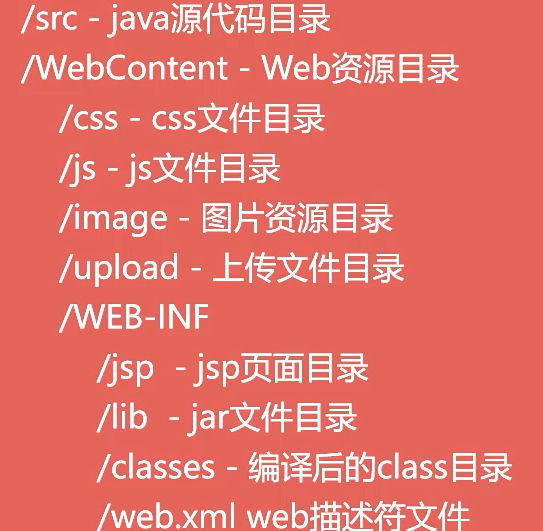 /src - java源代码目录
/WebContent - Web资源目录
/css - css文件目录
/js - js文件目录
/image - 图片资源目录
/upload - 上传文件目录
/WEB-INF
/jsp - jsp页面目录
/lib - jar文件目录
/classes - 编译后的class目录
/web.xml web描述符文件